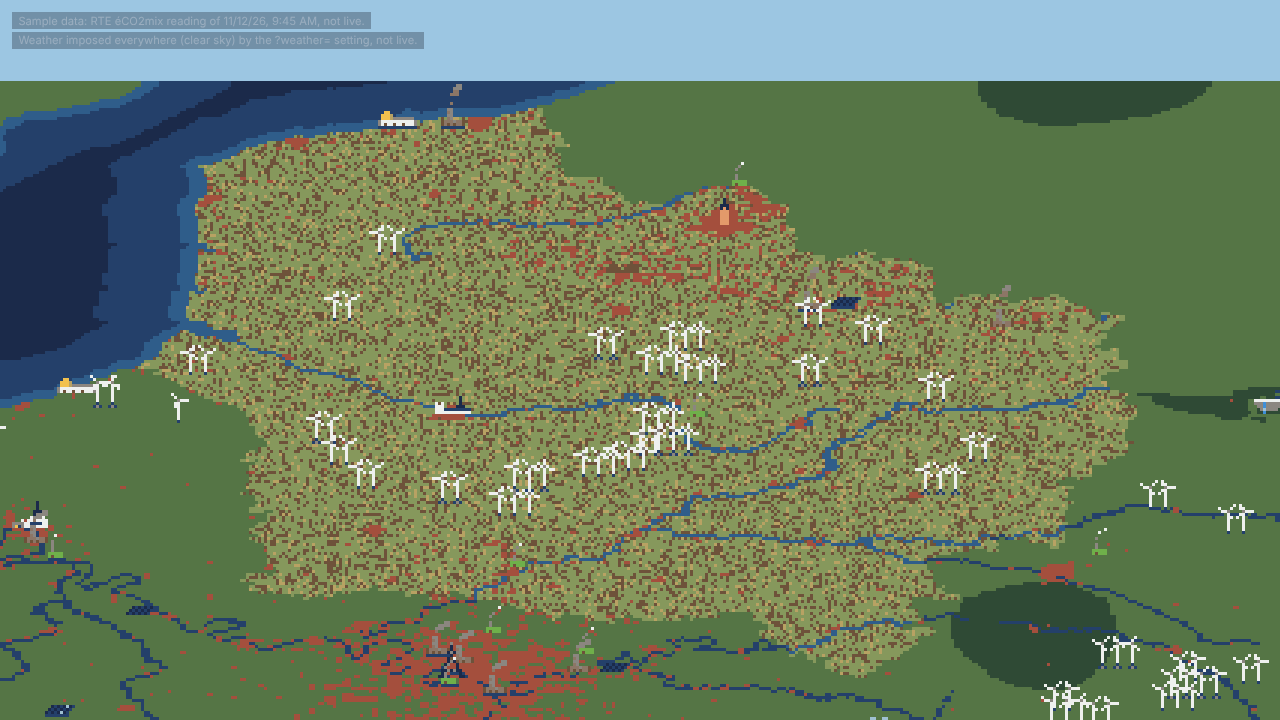 Sample data: RTE éCO2mix reading of 11/12/26, 9:45 AM, not live.
Weather imposed everywhere (clear sky) by the ?weather= setting, not live.